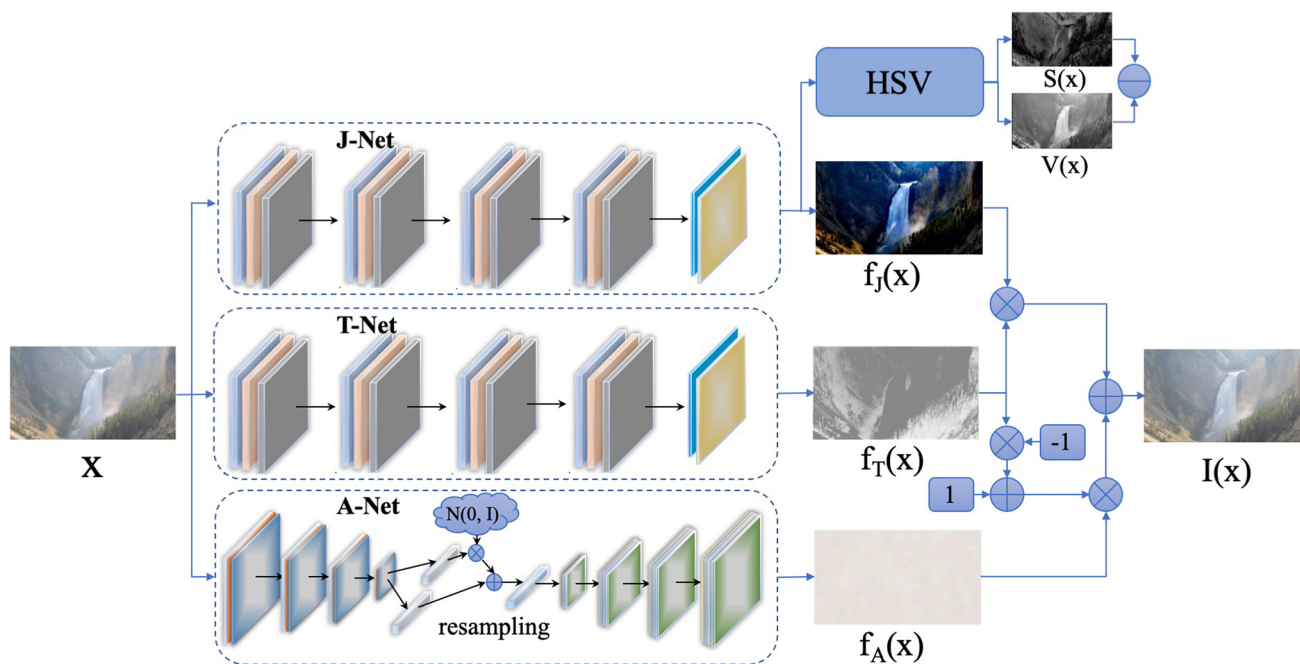 HSV
S(x)
V(x)
J-Net
f_J(x)
T-Net
X
f_T(x)
-1
1
I(x)
A-Net
N(0, I)
resampling
f_A(x)